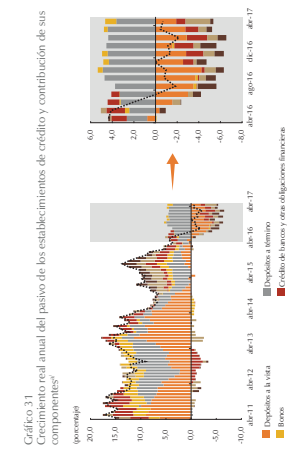 Gráfico 31
Crecimiento real anual del pasivo de los establecimientos de crédito y contribución de sus
componentes a/
(porcentaje)
20,0
15,0
10,0
5,0
0,0
-5,0
-10,0
abr-11
abr-12
abr-13
abr-14
abr-15
abr-16
abr-17
6,0
4,0
2,0
0,0
-2,0
-4,0
-6,0
-8,0
abr-16
ago-16
dic-16
abr-17
Depósitos a la vista
Depósitos a término
Bonos
Crédito de bancos y otras obligaciones financieras